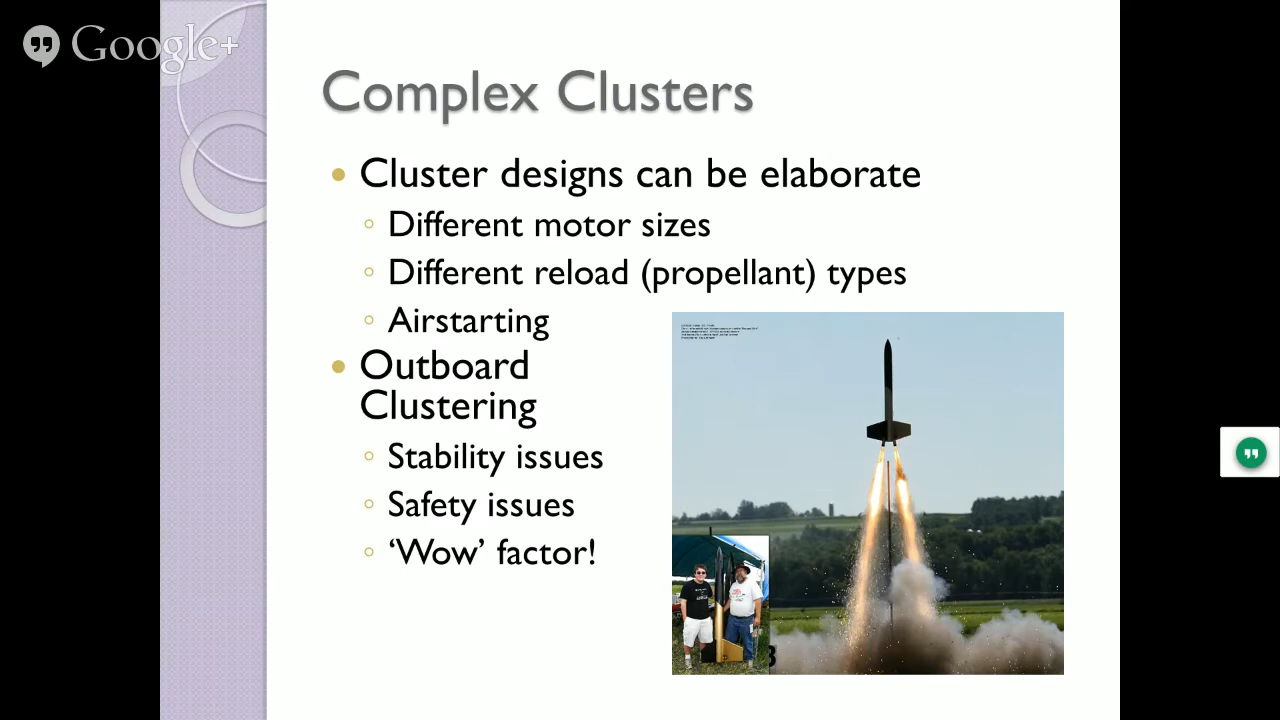 Google+
Complex Clusters
Cluster designs can be elaborate
Different motor sizes
Different reload (propellant) types
Airstarting
Outboard
Clustering
Stability issues
Safety issues
‘Wow’ factor!